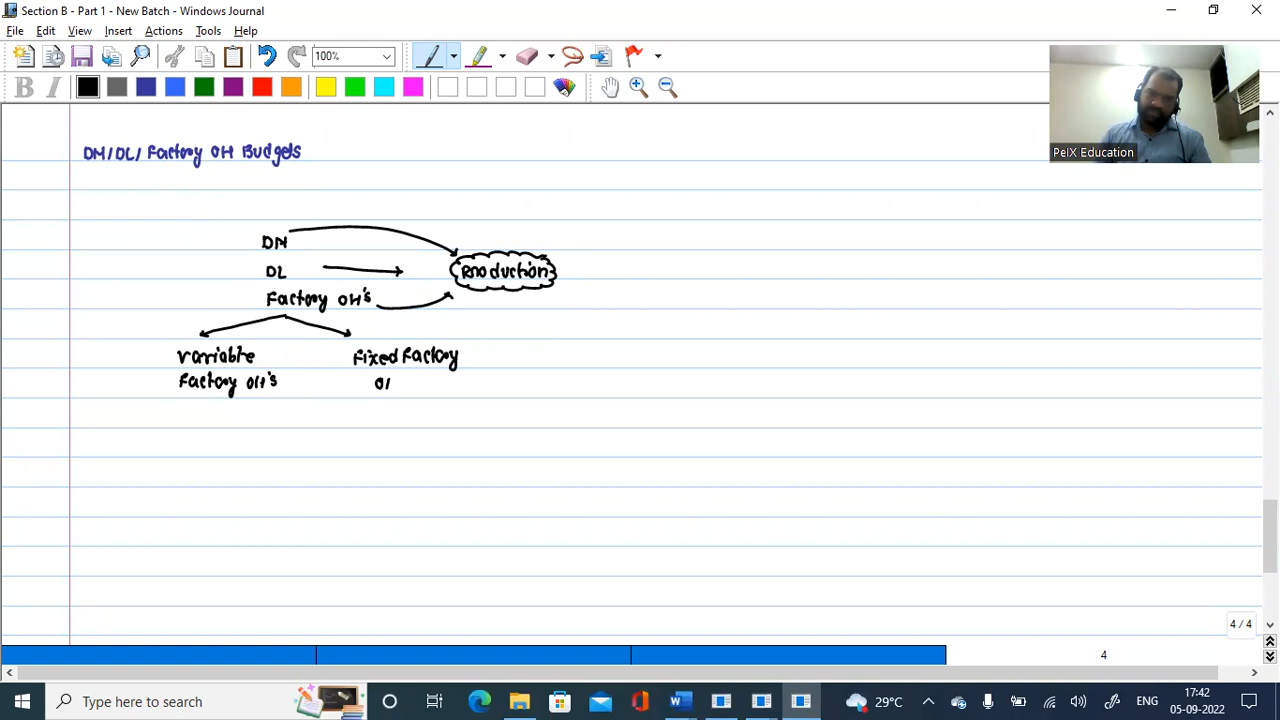 Section B - Part 1 - New Batch - Windows Journal
File Edit View Insert Actions Tools Help
100%
B I
PelX Education
DM/DL/ Factory OH Budgets
DM
DL
Production
Factory OH's
Variable
Factory OH's
Fixed Factory
OH
4 / 4
4
Type here to search
29°C
ENG
17:42
05-09-2022